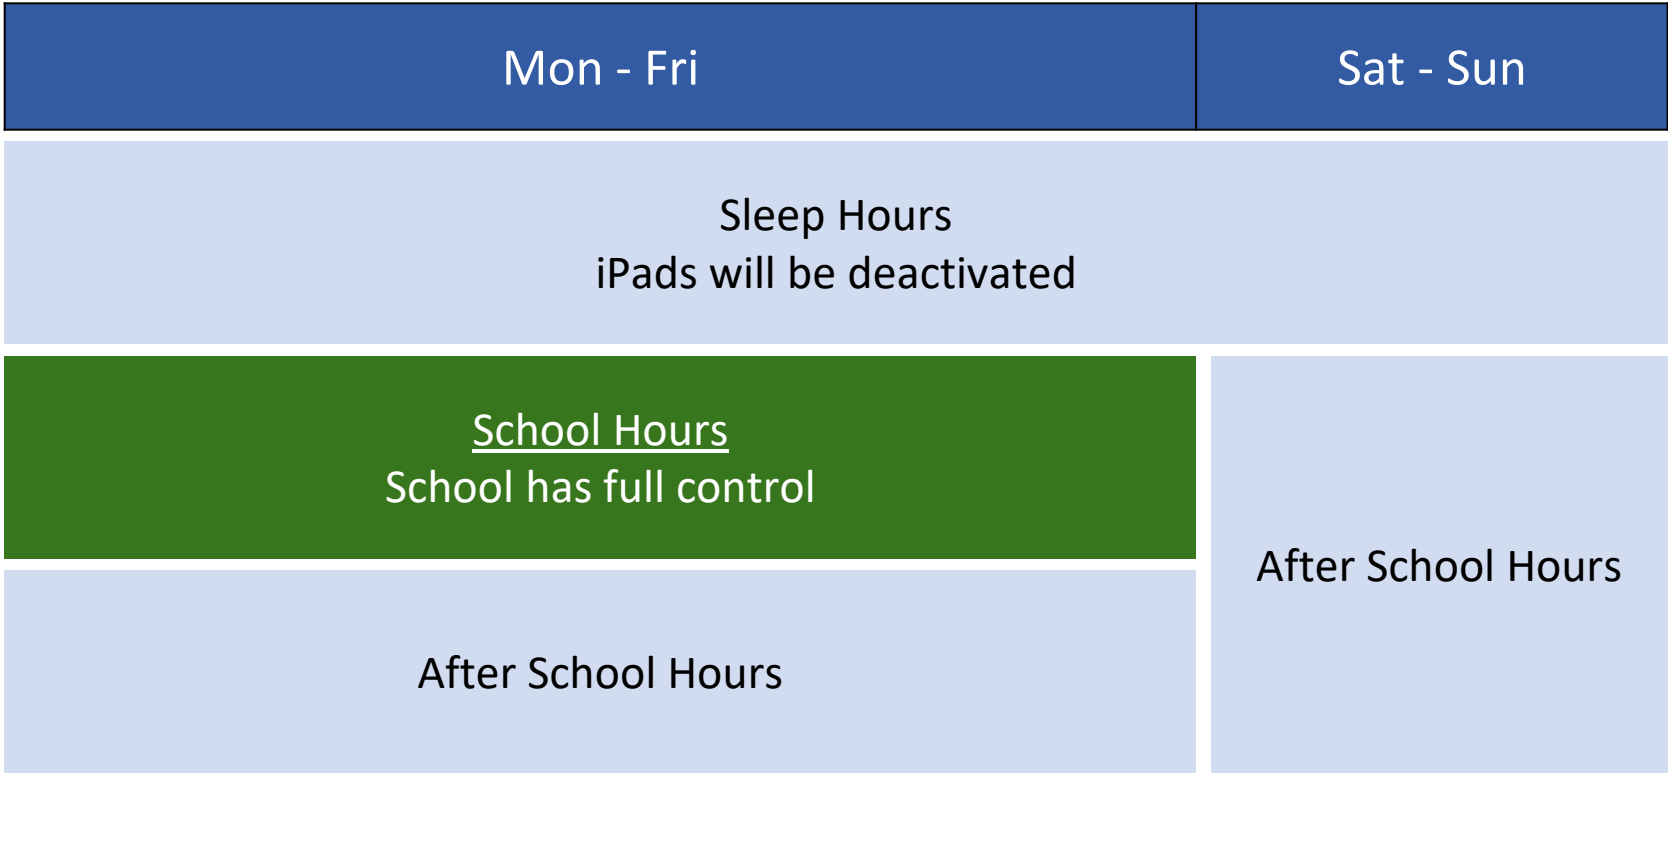 Mon - Fri
Sat - Sun
Sleep Hours
iPads will be deactivated
School Hours
School has full control
After School Hours
After School Hours